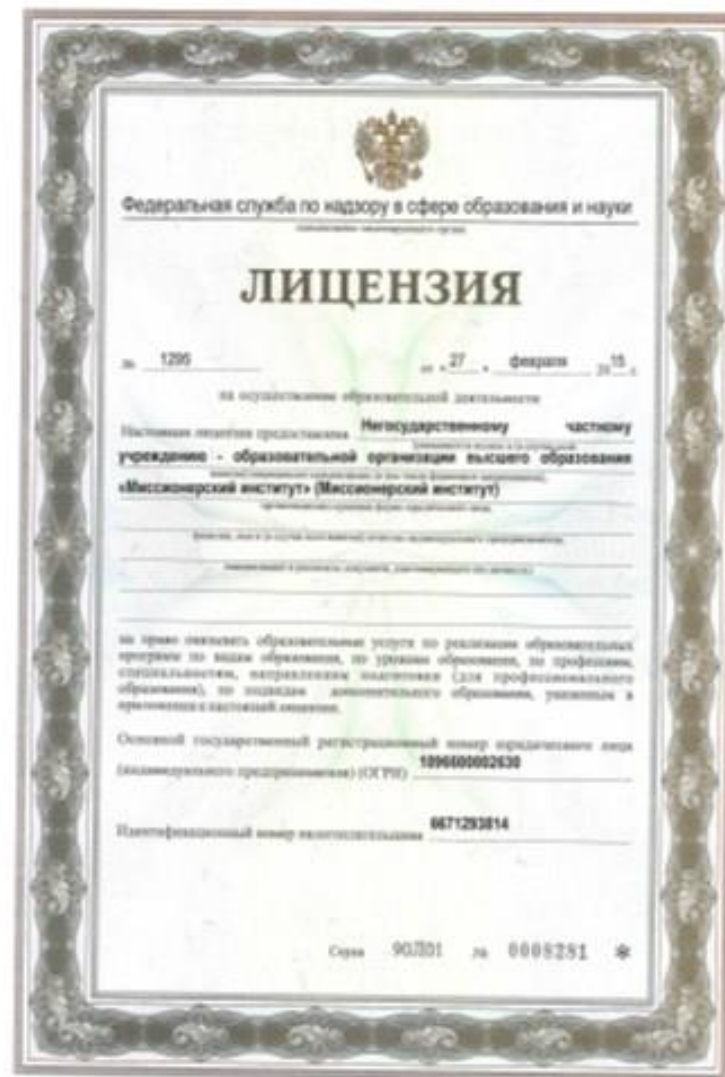 Федеральная служба по надзору в сфере образования и науки
наименование лицензирующего органа
ЛИЦЕНЗИЯ
№ 1295 от « 27 » февраля 20 15 г.
на осуществление образовательной деятельности
Настоящая лицензия предоставлена Негосударственному частному
учреждению - образовательной организации высшего образования
«Миссионерский институт» (Миссионерский институт)
на право оказывать образовательные услуги по реализации образовательных
программ по видам образования, по уровням образования, по профессиям,
специальностям, направлениям подготовки (для профессионального
образования), по подвидам дополнительного образования, указанным в
приложении к настоящей лицензии.
Основной государственный регистрационный номер юридического лица
(индивидуального предпринимателя) (ОГРН) 1096600002630
Идентификационный номер налогоплательщика 6671293814
Серия 90Л01 № 0008281 *